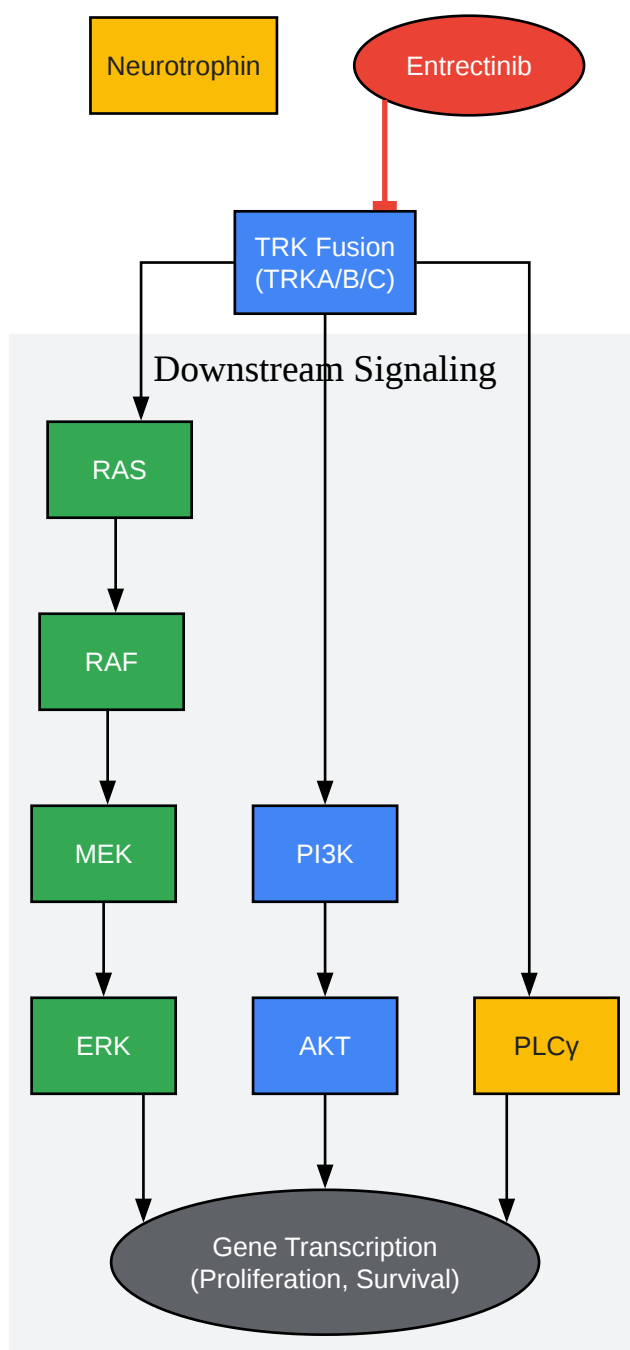 Neurotrophin
Entrectinib
TRK Fusion
(TRKA/B/C)
Downstream Signaling
RAS
RAF
MEK
PI3K
ERK
AKT
PLCγ
Gene Transcription
(Proliferation, Survival)